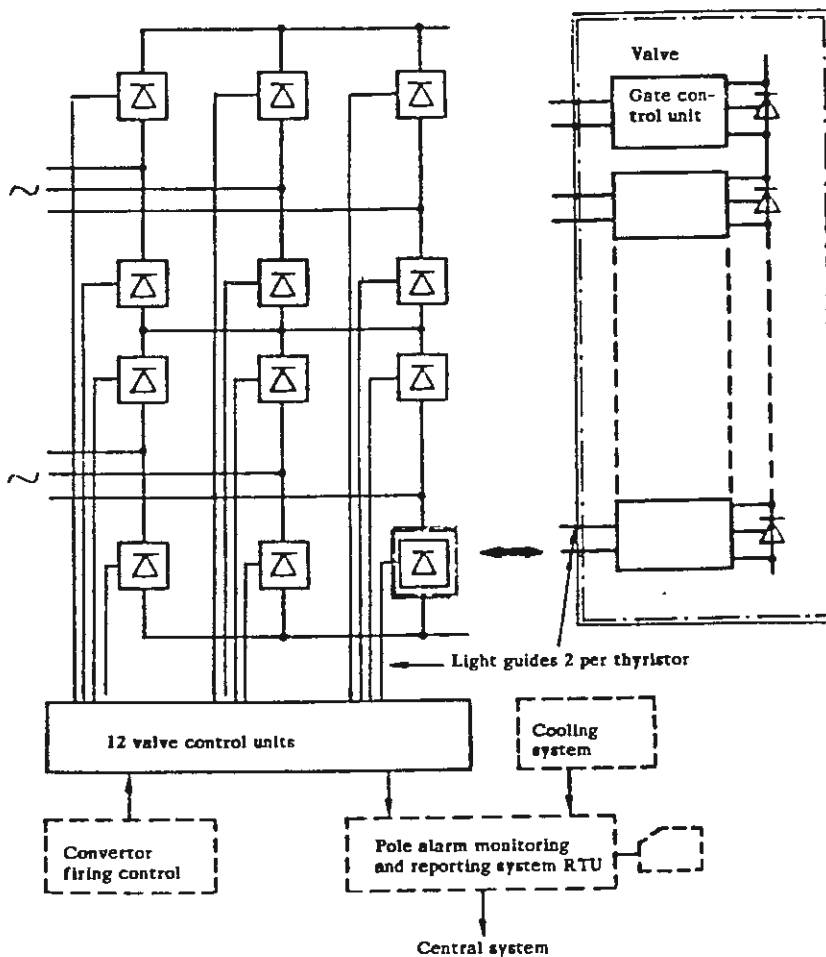 Valve
Gate con-
trol unit
Light guides 2 per thyristor
12 valve control units
Cooling
system
Convertor
firing control
Pole alarm monitoring
and reporting system RTU
Central system